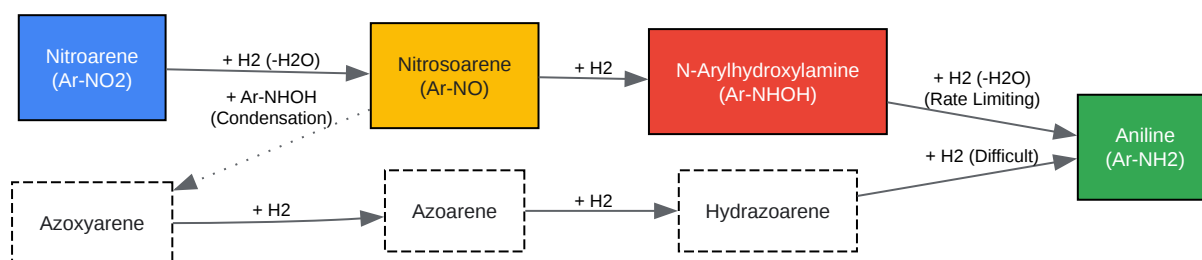 Nitroarene
(Ar-NO2)
+ H2 (-H2O)
Nitrosoarene
(Ar-NO)
+ H2
N-Arylhydroxylamine
(Ar-NHOH)
+ H2 (-H2O)
(Rate Limiting)
Aniline
(Ar-NH2)
+ Ar-NHOH
(Condensation)
Azoxyarene
+ H2
Azoarene
+ H2
Hydrazoarene
+ H2 (Difficult)